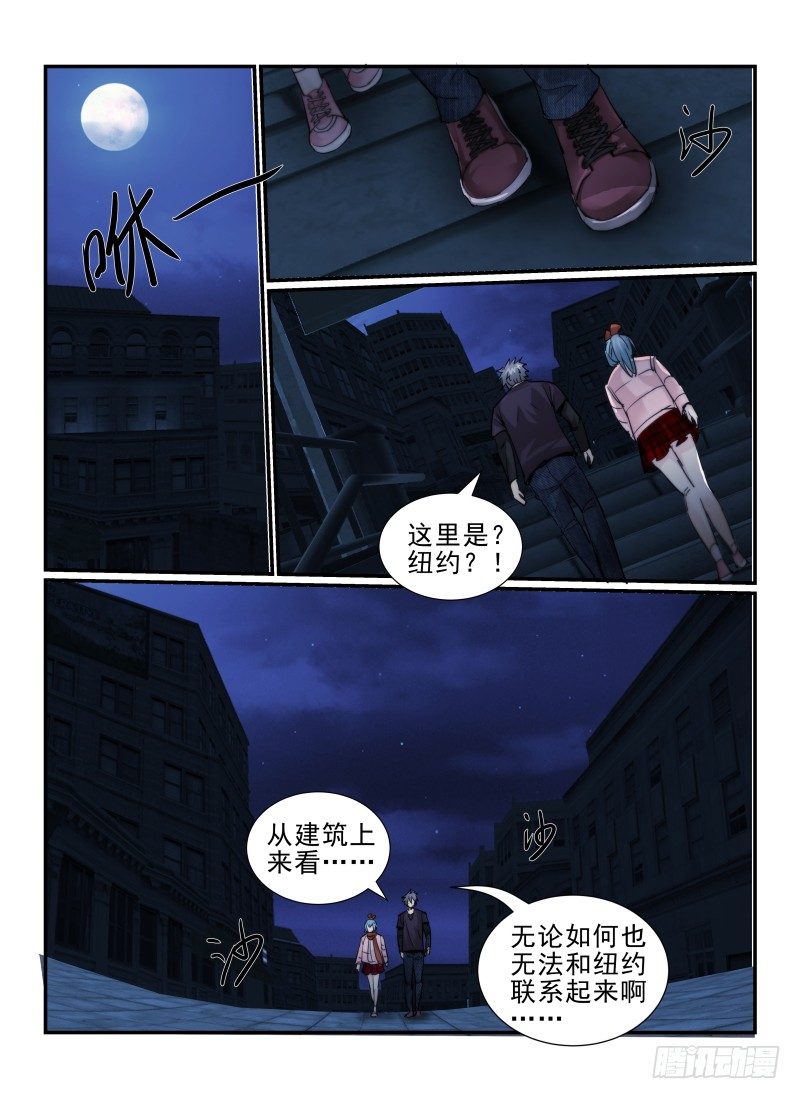 咻一
沙
这里是？
纽约？！
从建筑上
来看……
沙
沙
无论如何也
无法和纽约
联系起来啊
……
腾讯动漫